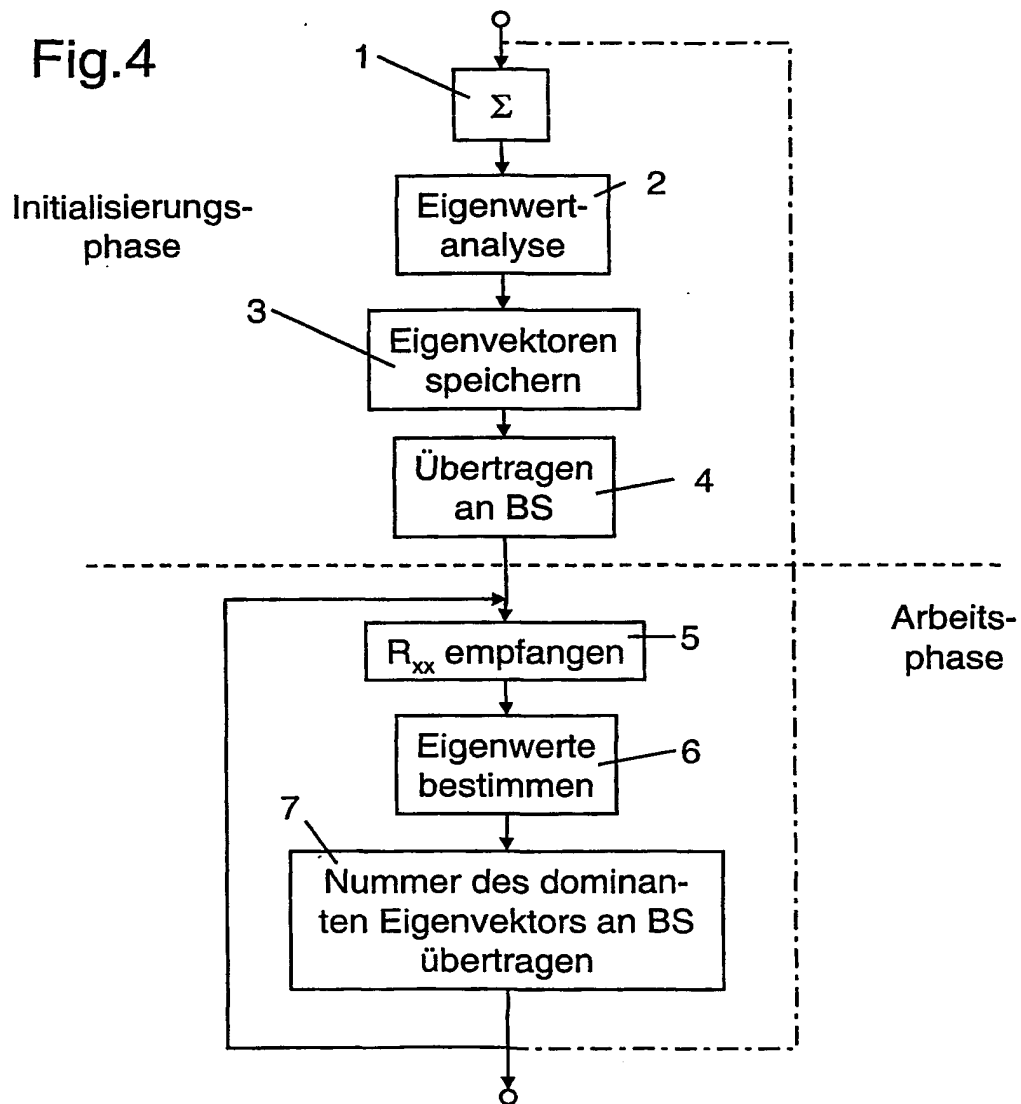 Fig.4
1
Σ
Initialisierungs-
phase
2
Eigenwert-
analyse
3
Eigenvektoren
speichern
Übertragen
an BS
4
Arbeits-
phase
R_xx empfangen
5
Eigenwerte
bestimmen
6
7
Nummer des dominan-
ten Eigenvektors an BS
übertragen